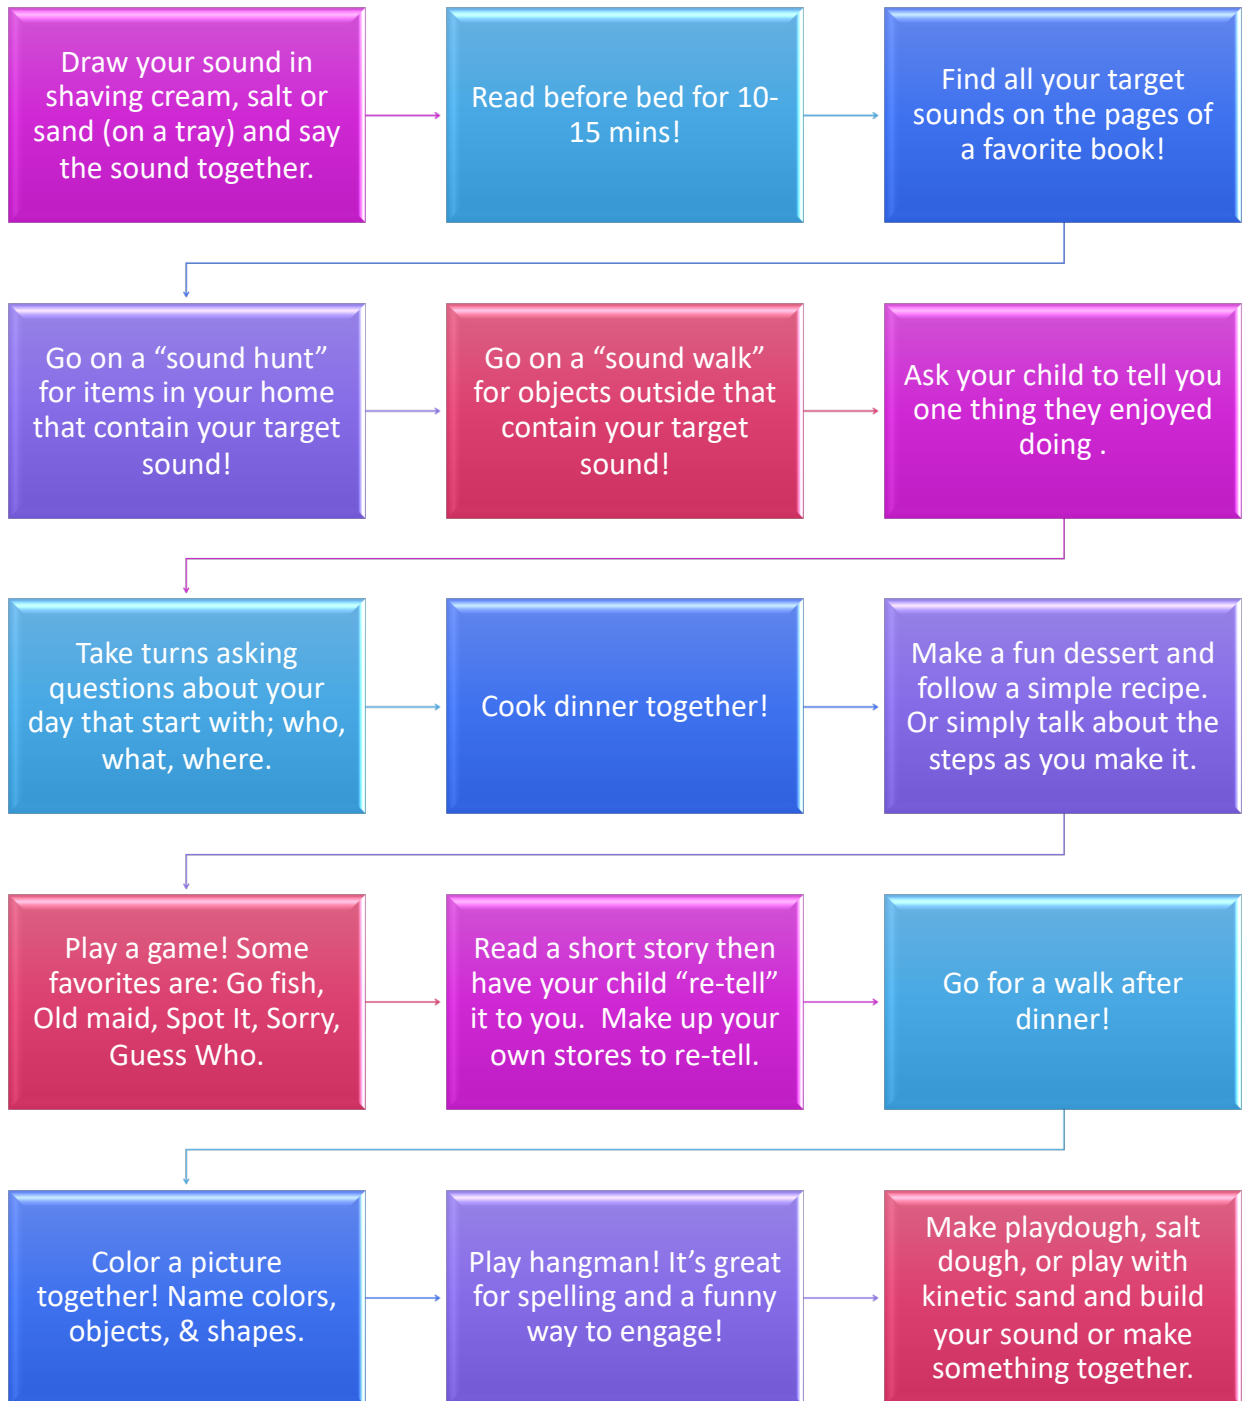 Draw your sound in
shaving cream, salt or
sand (on a tray) and say
the sound together.
Read before bed for 10-
15 mins!
Find all your target
sounds on the pages of
a favorite book!
Go on a “sound hunt”
for items in your home
that contain your target
sound!
Go on a “sound walk”
for objects outside that
contain your target
sound!
Ask your child to tell you
one thing they enjoyed
doing .
Take turns asking
questions about your
day that start with; who,
what, where.
Cook dinner together!
Make a fun dessert and
follow a simple recipe.
Or simply talk about the
steps as you make it.
Play a game! Some
favorites are: Go fish,
Old maid, Spot It, Sorry,
Guess Who.
Read a short story then
have your child “re-tell”
it to you.  Make up your
own stores to re-tell.
Go for a walk after
dinner!
Color a picture
together! Name colors,
objects, & shapes.
Play hangman! It’s great
for spelling and a funny
way to engage!
Make playdough, salt
dough, or play with
kinetic sand and build
your sound or make
something together.